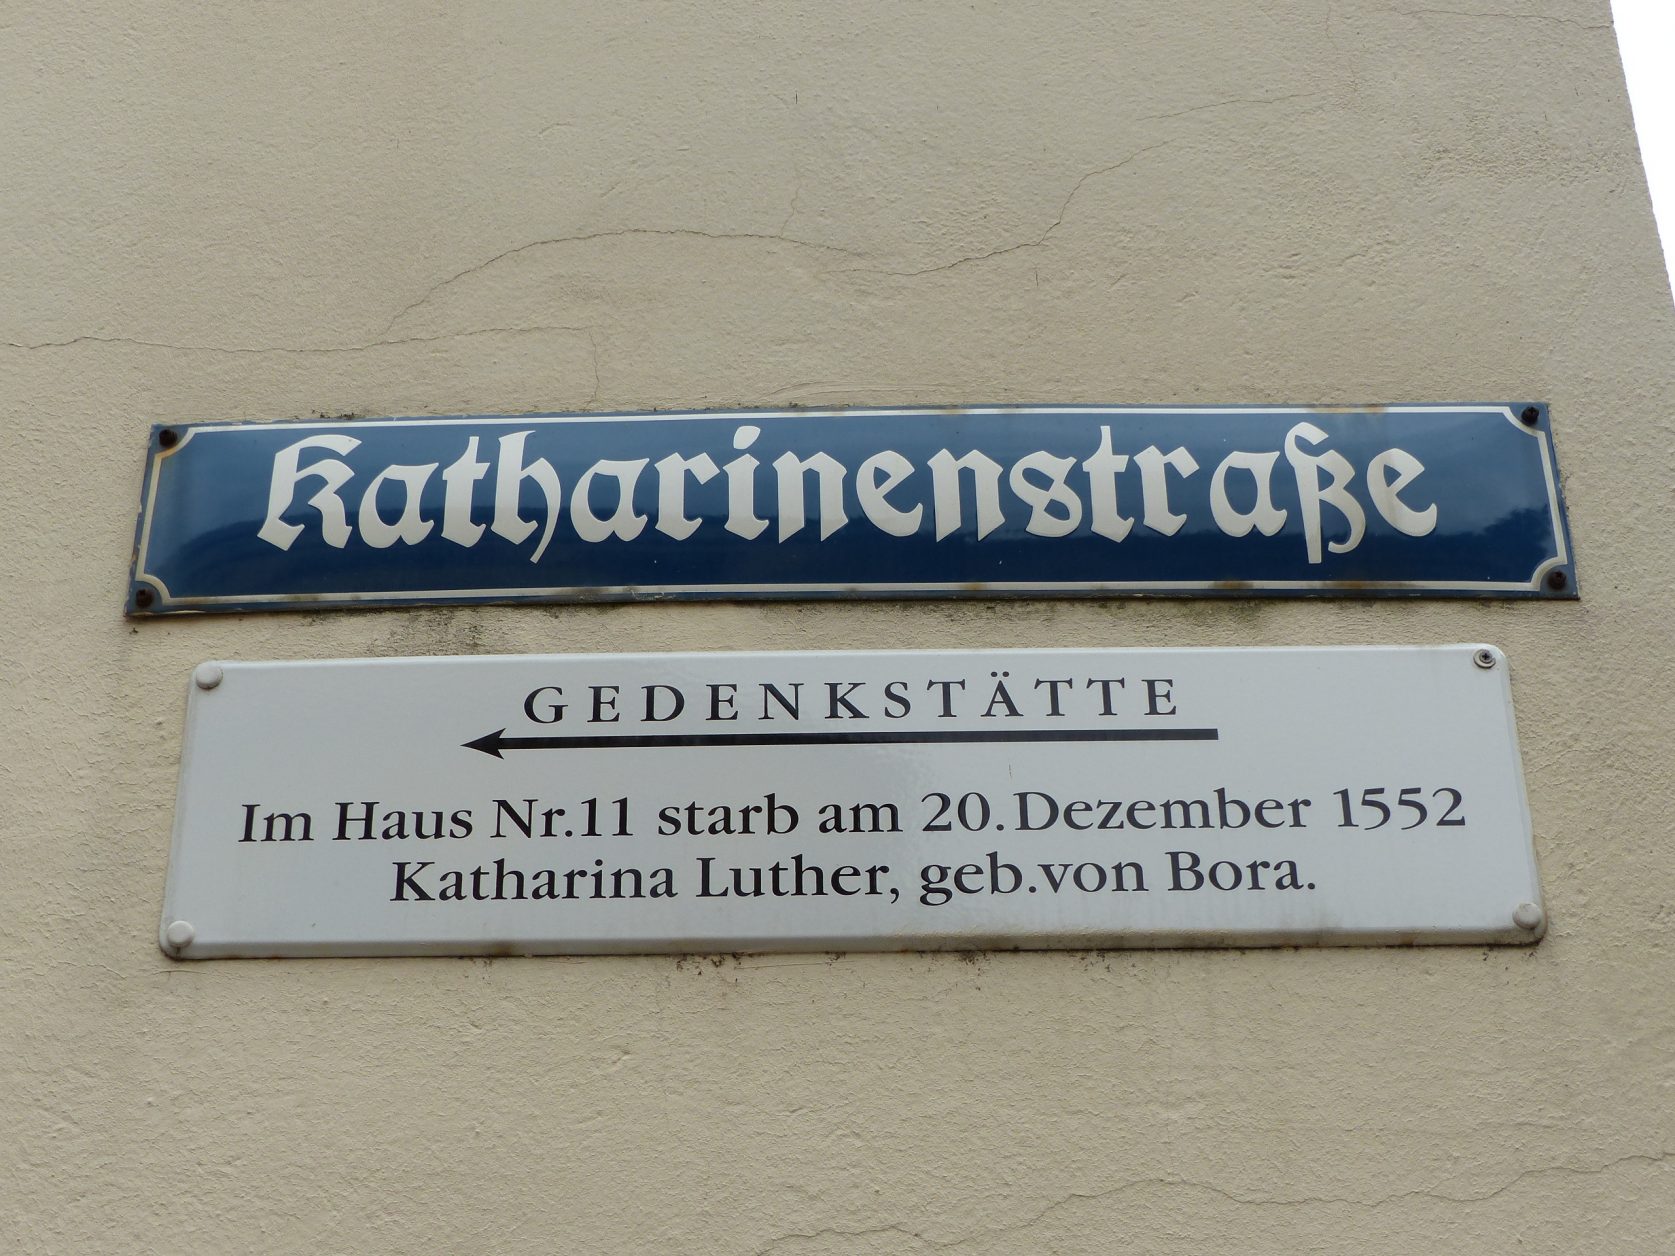 Katharinenstraße
GEDENKSTÄTTE
Im Haus Nr.11 starb am 20.Dezember 1552
Katharina Luther, geb.von Bora.